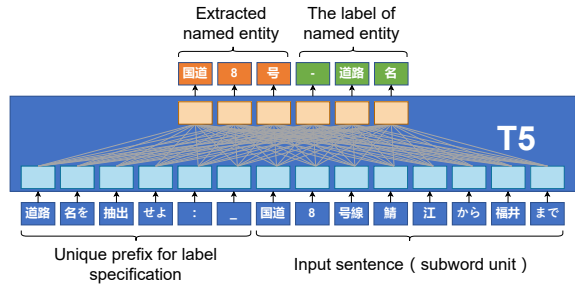 Extracted named entity
The label of named entity
国道 8 号 - 道路 名
T5
道路 名を 抽出 せよ : _ 国道 8 号線 鯖 江 から 福井 まで
Unique prefix for label specification
Input sentence ( subword unit )